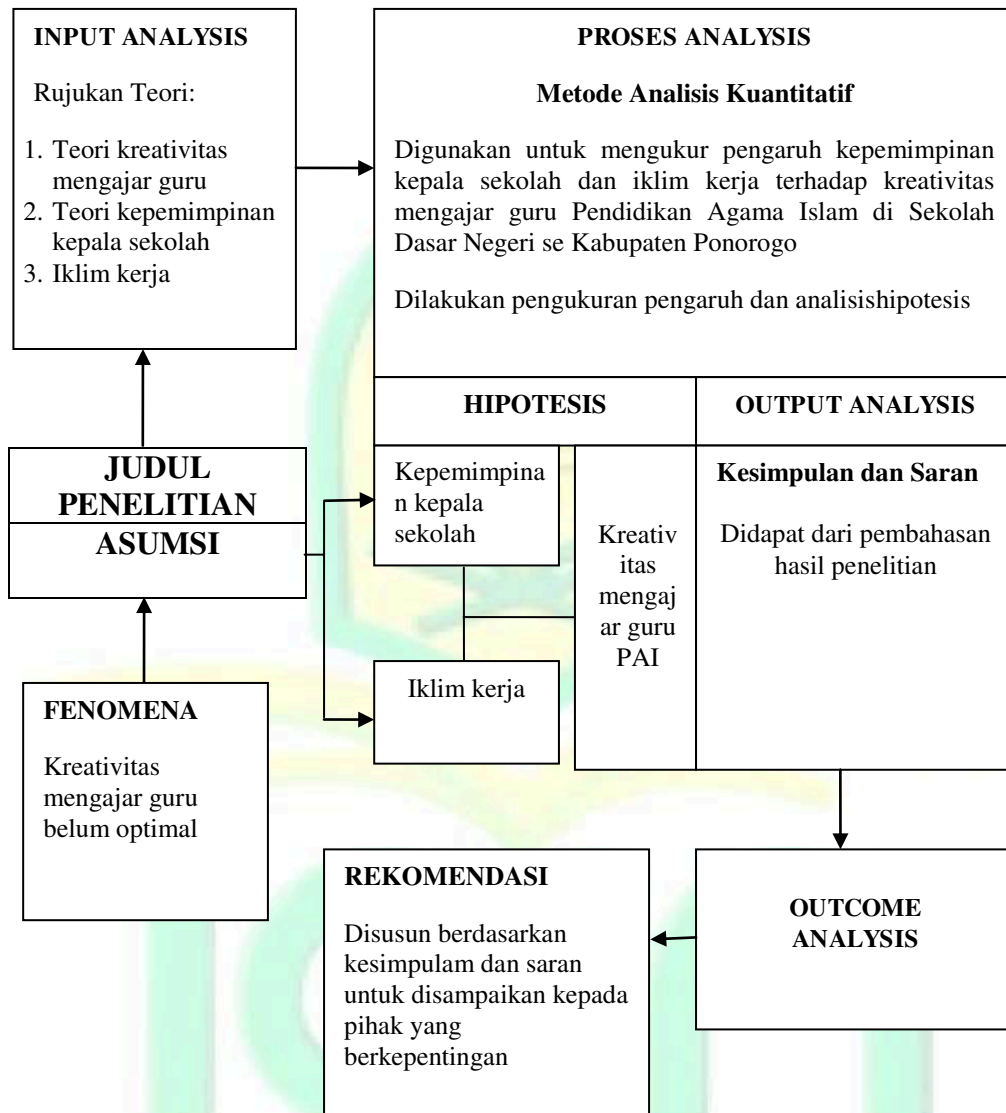 INPUT ANALYSIS
Rujukan Teori:
1. Teori kreativitas
mengajar guru
2. Teori kepemimpinan
kepala sekolah
3. Iklim kerja
PROSES ANALYSIS
Metode Analisis Kuantitatif
Digunakan untuk mengukur pengaruh kepemimpinan
kepala sekolah dan iklim kerja terhadap kreativitas
mengajar guru Pendidikan Agama Islam di Sekolah
Dasar Negeri se Kabupaten Ponorogo
Dilakukan pengukuran pengaruh dan analisishipotesis
HIPOTESIS
OUTPUT ANALYSIS
JUDUL
PENELITIAN
ASUMSI
Kepemimpina
n kepala
sekolah
Iklim kerja
Kreativ
itas
mengaj
ar guru
PAI
Kesimpulan dan Saran
Didapat dari pembahasan
hasil penelitian
FENOMENA
Kreativitas
mengajar guru
belum optimal
REKOMENDASI
Disusun berdasarkan
kesimpulam dan saran
untuk disampaikan kepada
pihak yang
berkepentingan
OUTCOME
ANALYSIS